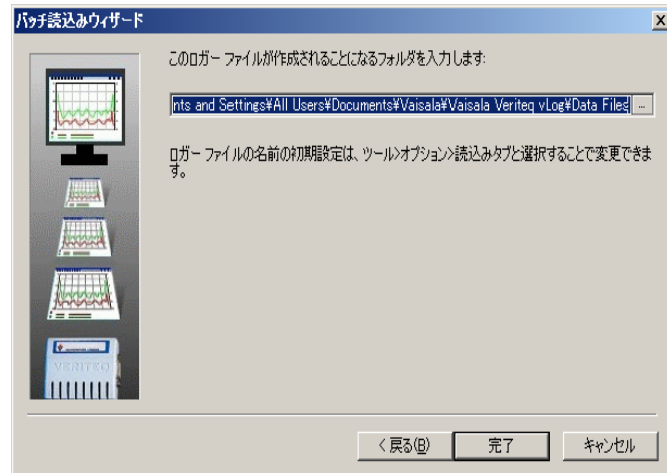 バッチ読込みウィザード
このロガー ファイルが作成されることになるフォルダを入力します:
nts and Settings¥All Users¥Documents¥Vaisala¥Vaisala Veriteq vLog¥Data Files
...
ロガー ファイルの名前の初期設定は、ツール>オプション>読込みタブと選択することで変更できま
す。
VERITEQ
< 戻る(B)
完了
キャンセル